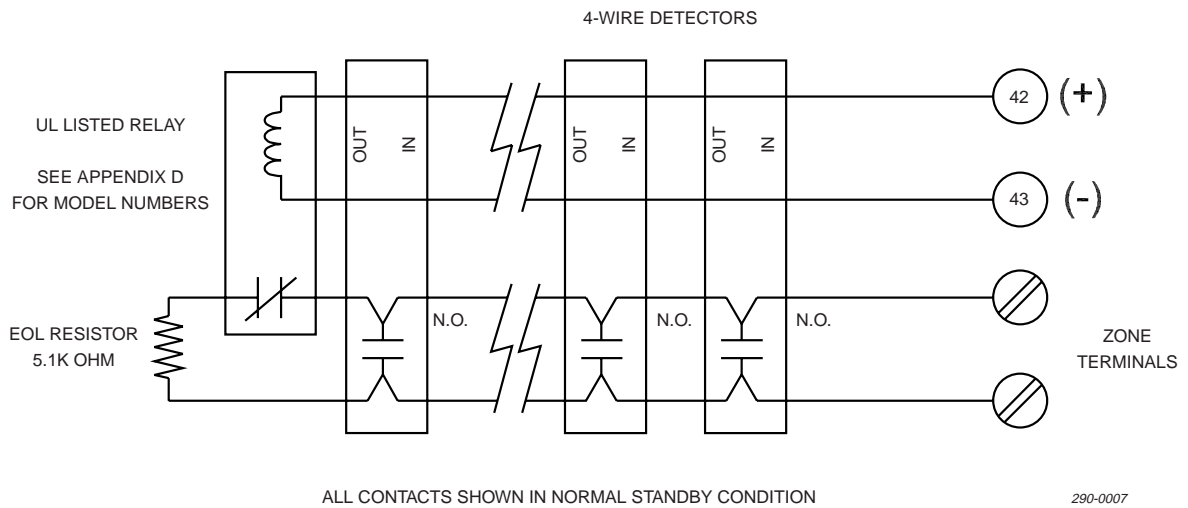 4-WIRE DETECTORS
42
(+)
UL LISTED RELAY
OUT
IN
OUT
IN
OUT
IN
SEE APPENDIX D
FOR MODEL NUMBERS
43
(-)
N.O.
N.O.
N.O.
EOL RESISTOR
5.1K OHM
ZONE
TERMINALS
ALL CONTACTS SHOWN IN NORMAL STANDBY CONDITION
290-0007